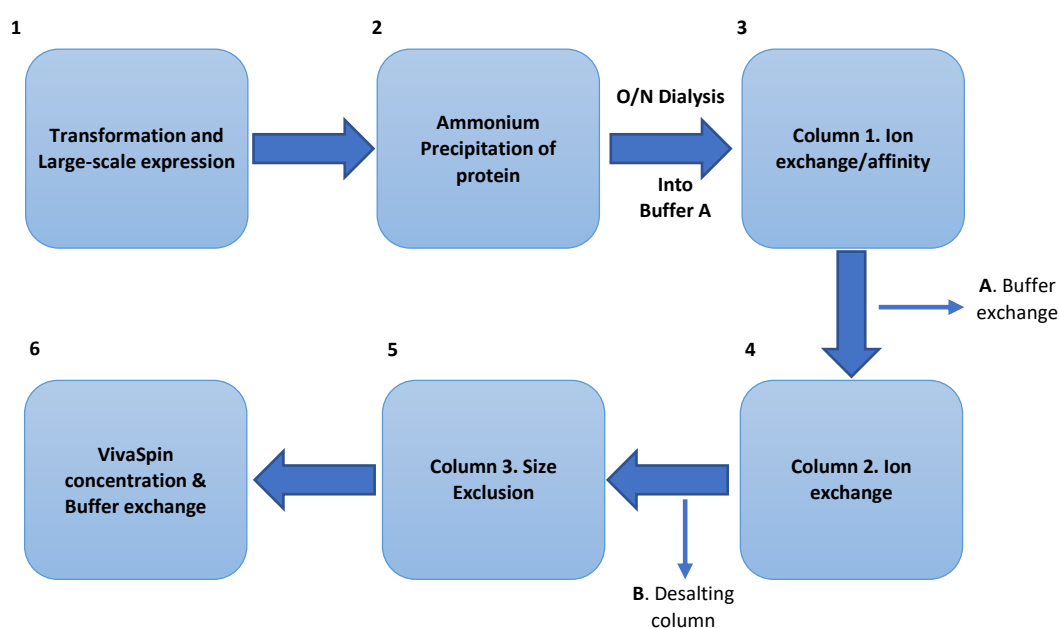 1
Transformation and
Large-scale expression
2
Ammonium
Precipitation of
protein
O/N Dialysis
Into
Buffer A
3
Column 1. Ion
exchange/affinity
A. Buffer
exchange
4
Column 2. Ion
exchange
B. Desalting
column
5
Column 3. Size
Exclusion
6
VivaSpin
concentration &
Buffer exchange